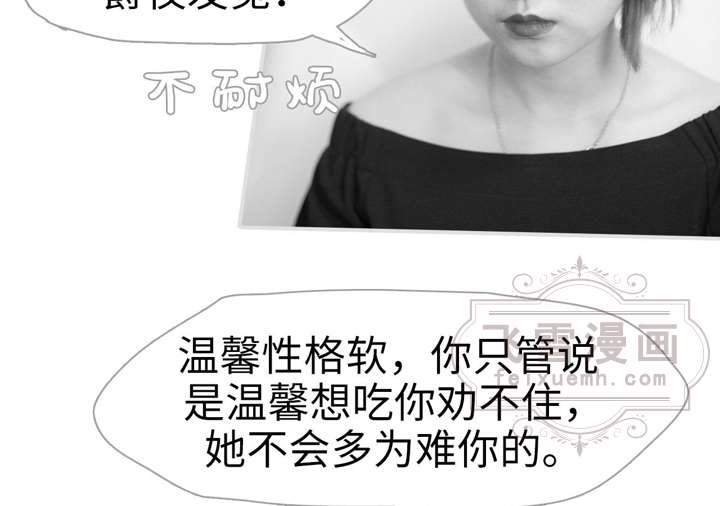 不耐烦
温馨性格软，你只管说
是温馨想吃你劝不住，
她不会多为难你的。
飞雪漫画
feixuemh.com